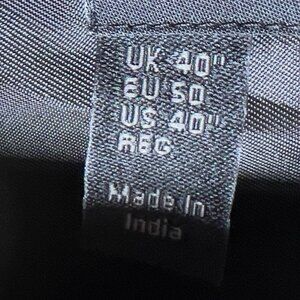 UK 40"
EU 50
US 40"
REG
Made In
India